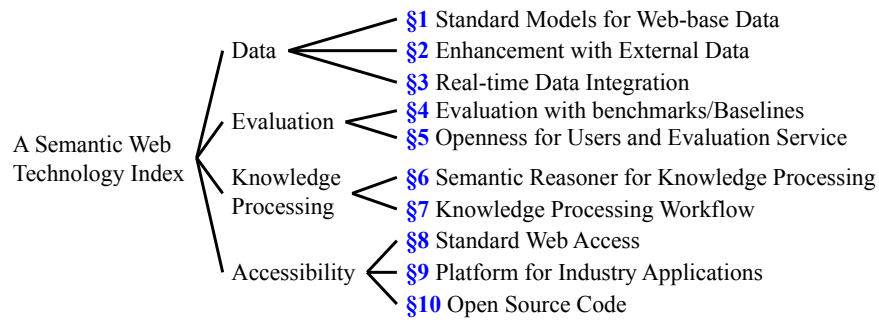 A Semantic Web
Technology Index
Data
§1 Standard Models for Web-base Data
§2 Enhancement with External Data
§3 Real-time Data Integration
Evaluation
§4 Evaluation with benchmarks/Baselines
§5 Openness for Users and Evaluation Service
Knowledge
Processing
§6 Semantic Reasoner for Knowledge Processing
§7 Knowledge Processing Workflow
Accessibility
§8 Standard Web Access
§9 Platform for Industry Applications
§10 Open Source Code